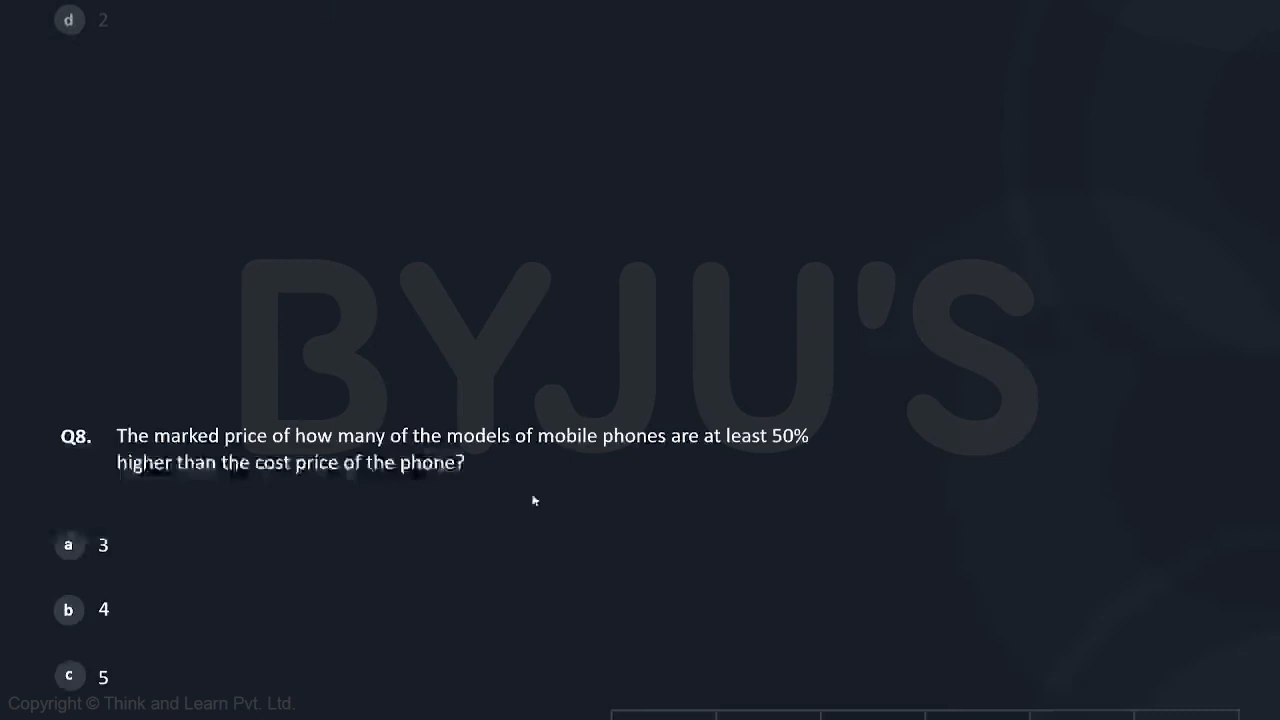 d 2
BYJU'S
Q8. The marked price of how many of the models of mobile phones are at least 50%
higher than the cost price of the phone?
a 3
b 4
c 5
Copyright © Think and Learn Pvt. Ltd.